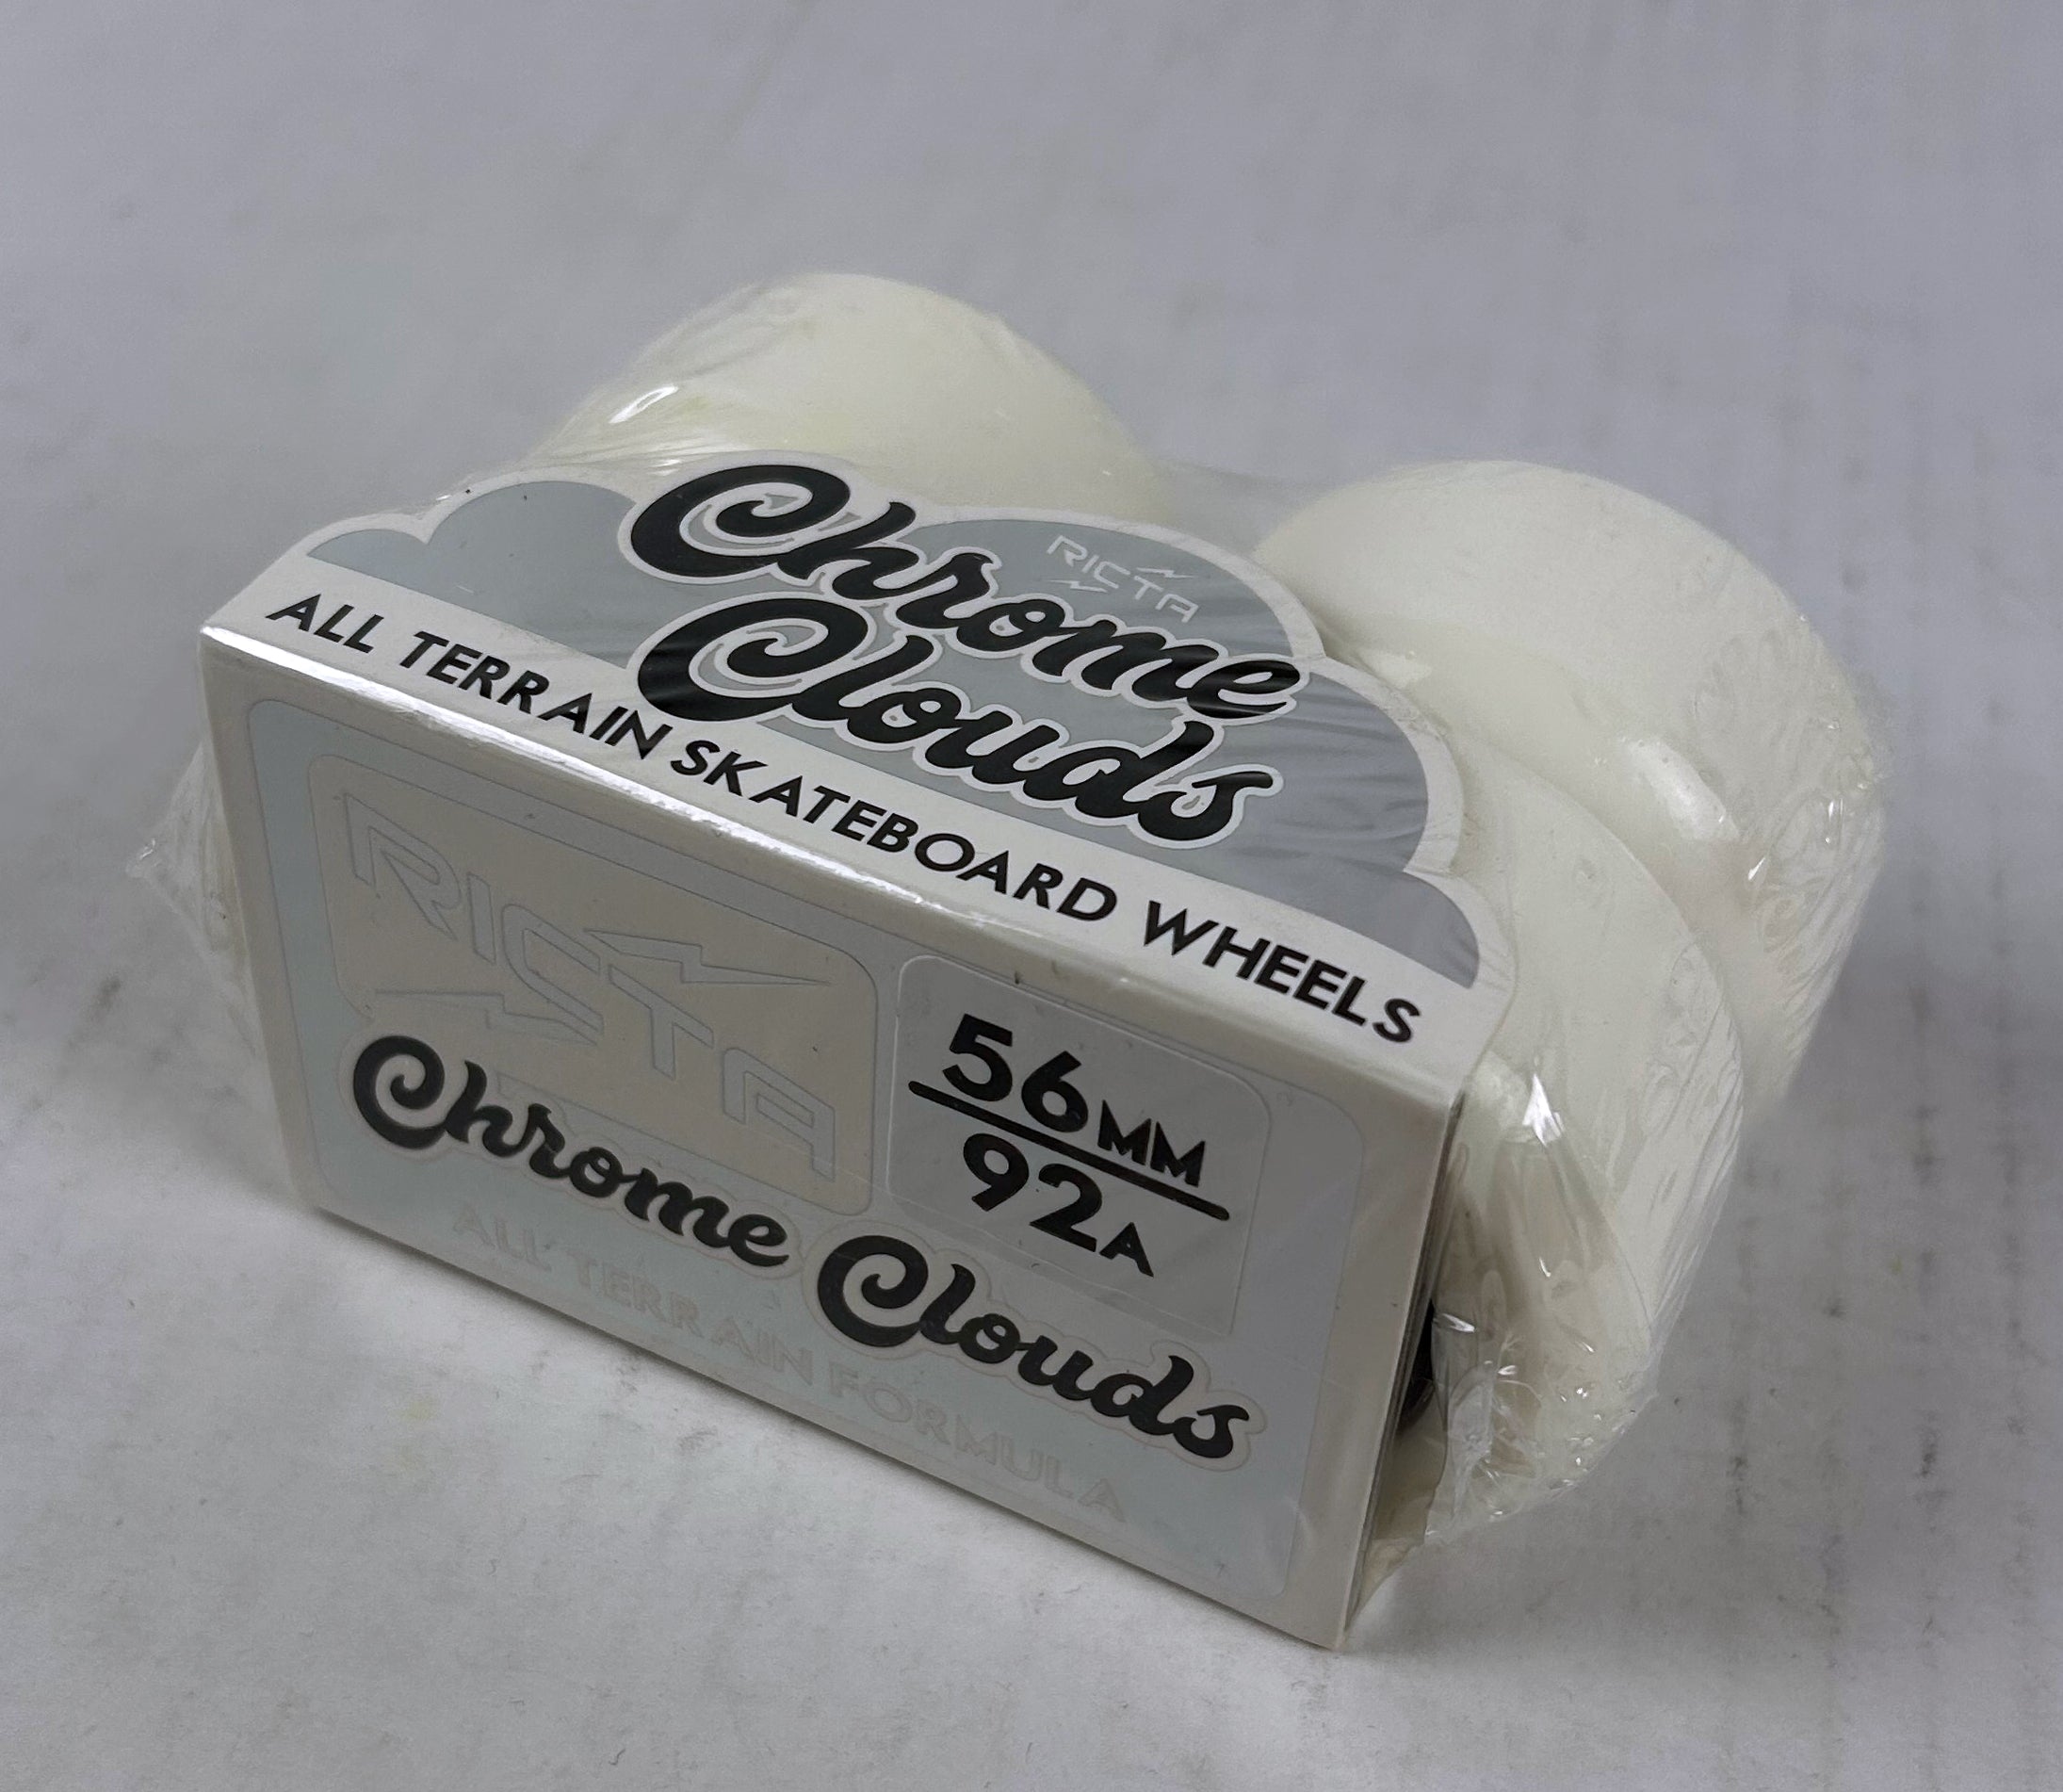 RICTA
Chrome
Clouds
ALL TERRAIN SKATEBOARD WHEELS
RICTA
56MM
92A
Chrome Clouds
ALL TERRAIN FORMULA